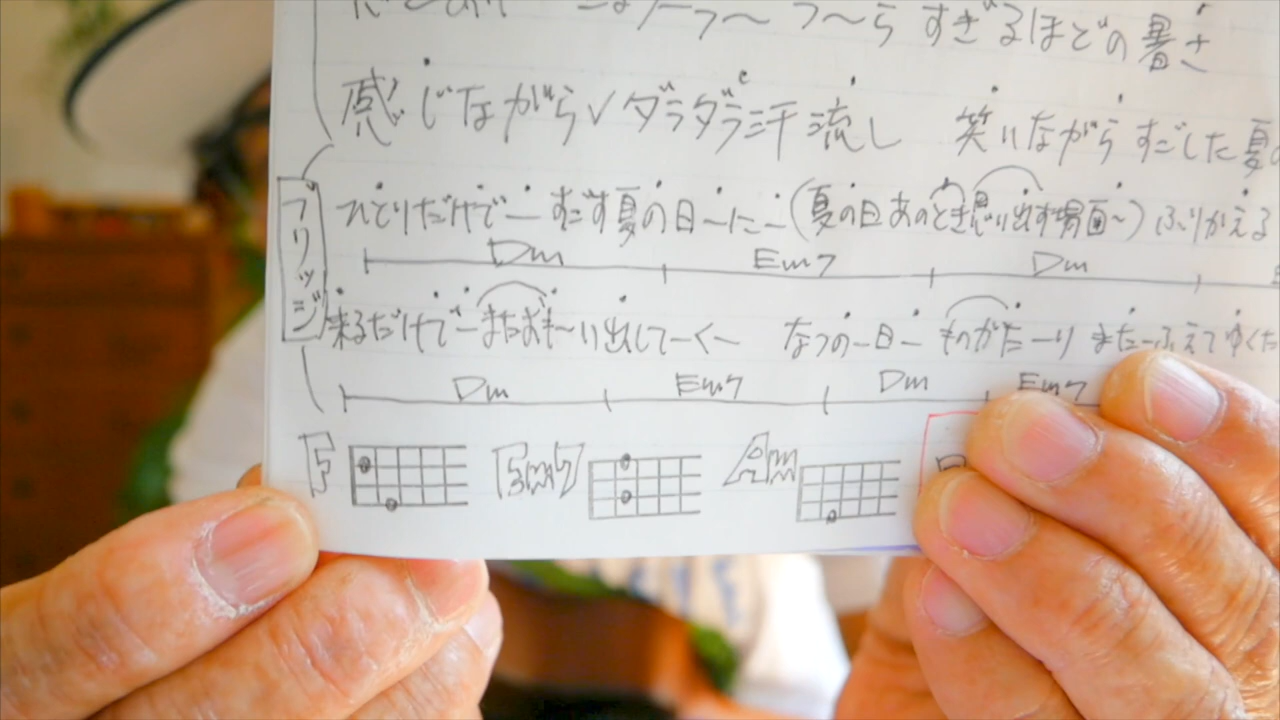 すぎるほどの暑さ
感じながら✓ダラダラ汗流し 笑いながら すごした夏の
ブリッジ
ひとりだけで― すごす夏の日~に~(夏の日 あのとき思い出す場面~) ふりかえる
Dm Em7 Dm
来るだけで―またおも~い出して―く― なつの―日― ものがた―り また―ふえてゆくた
Dm Em7 Dm Em7
F Em7 Am